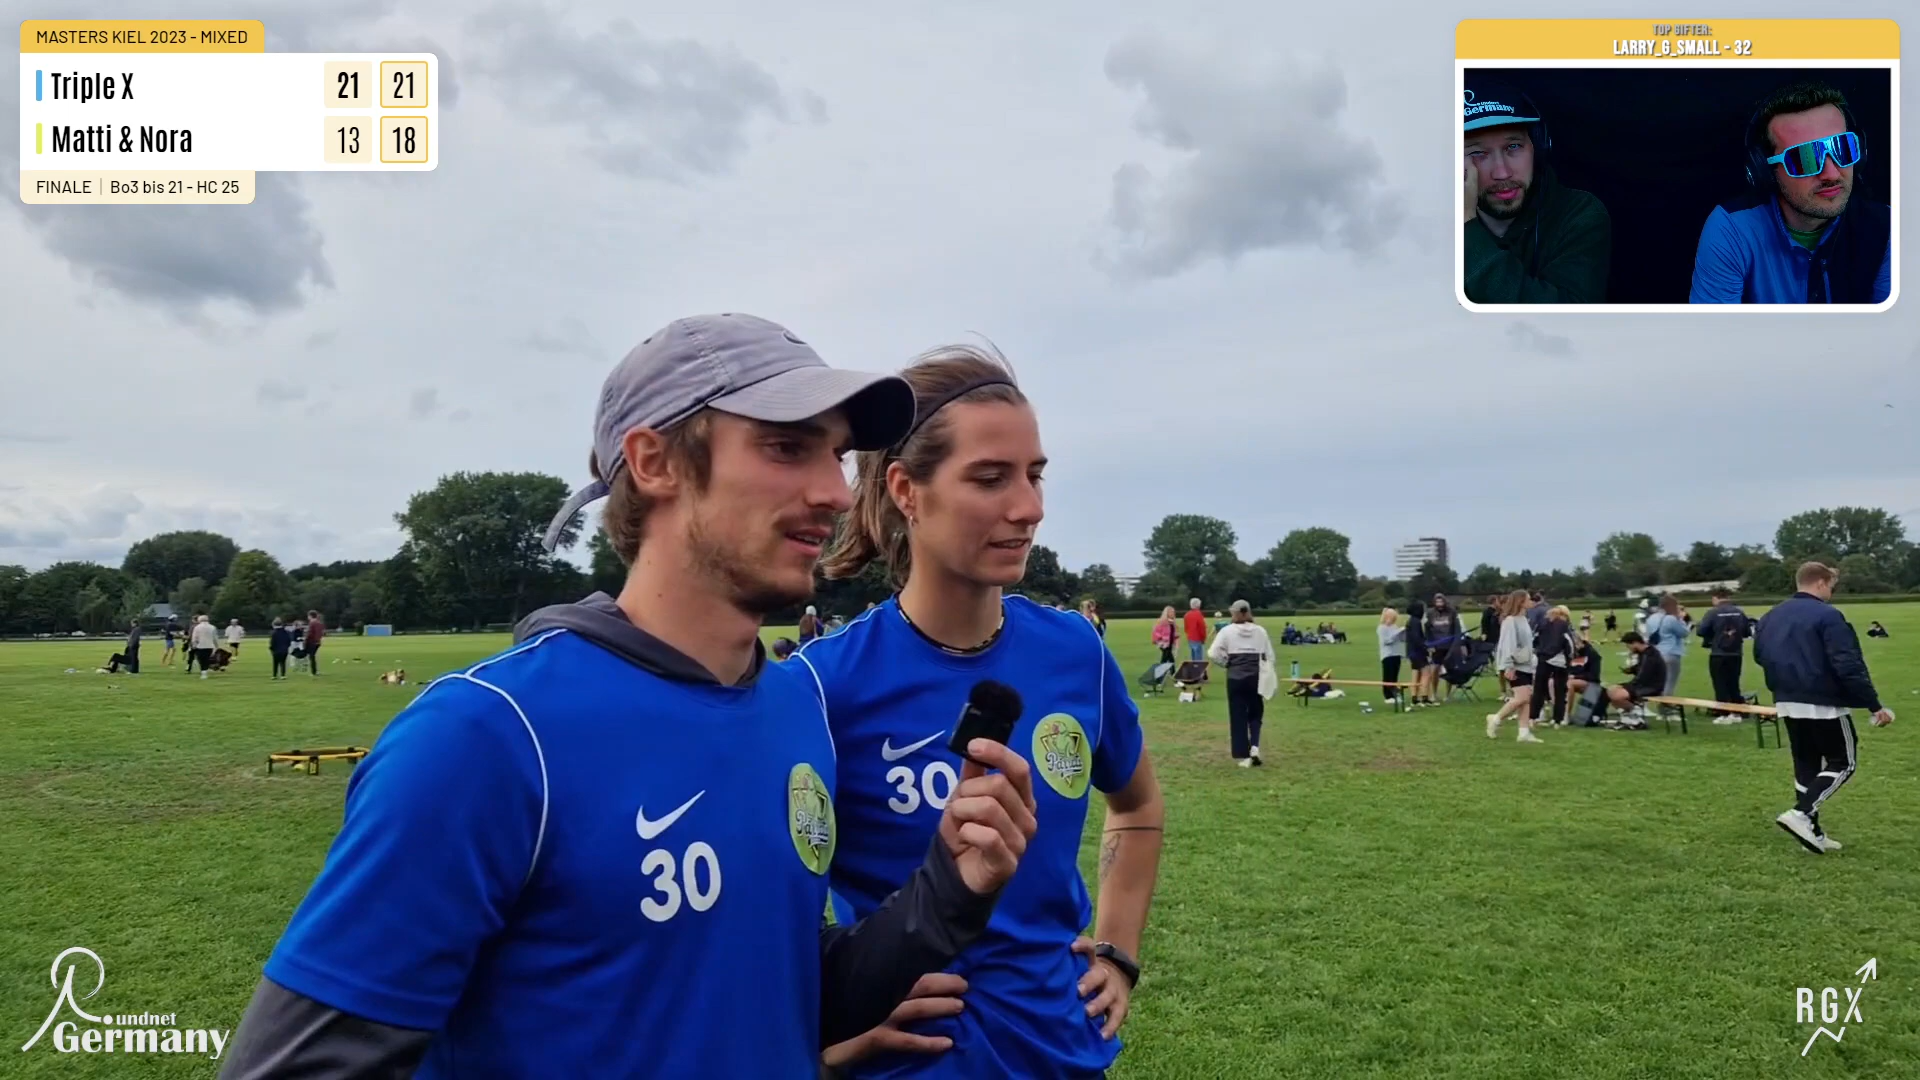 MASTERS KIEL 2023 - MIXED
Triple X 21 21
Matti & Nora 13 18
FINALE | Bo3 bis 21 - HC 25
TOP GIFTER:
LARRY_G_SMALL - 32
Germany
30
30
Roundnet
Germany
RGX